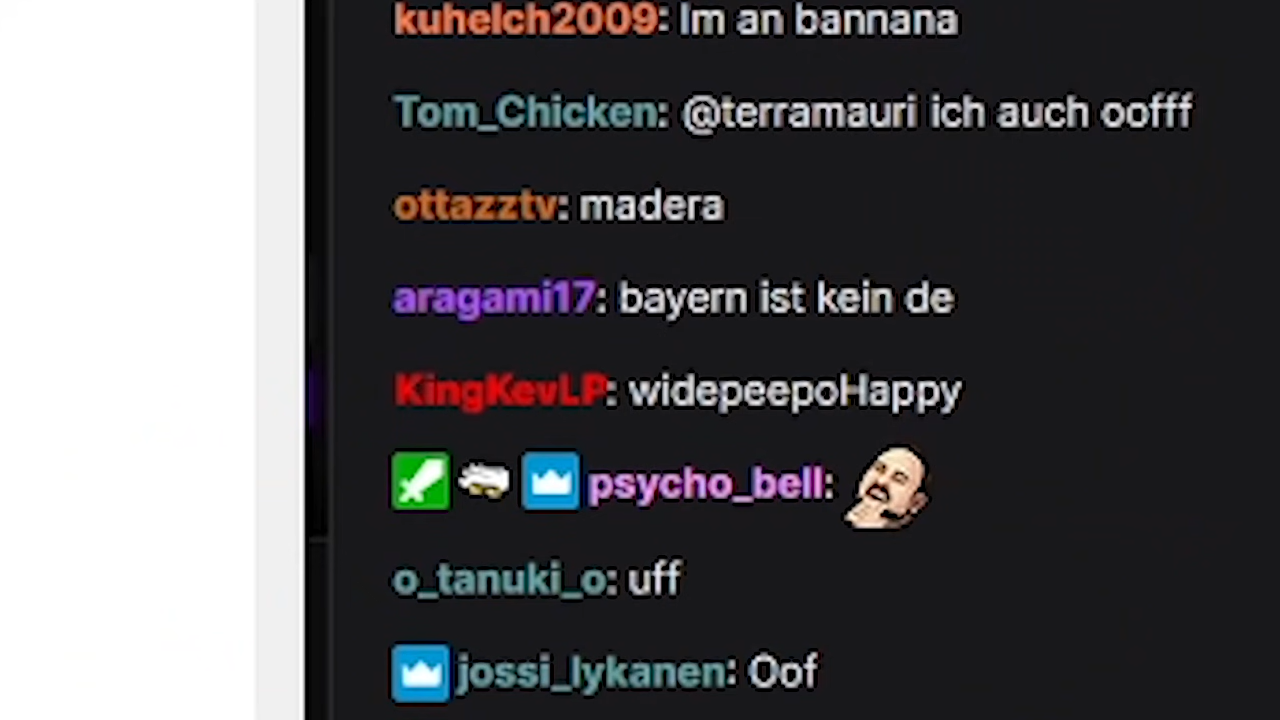 kuhelch2009: Im an bannana
Tom_Chicken: @terramauri ich auch oofff
ottazztv: madera
aragami17: bayern ist kein de
KingKevLP: widepeepoHappy
psycho_bell:
o_tanuki_o: uff
jossi_lykanen: Oof